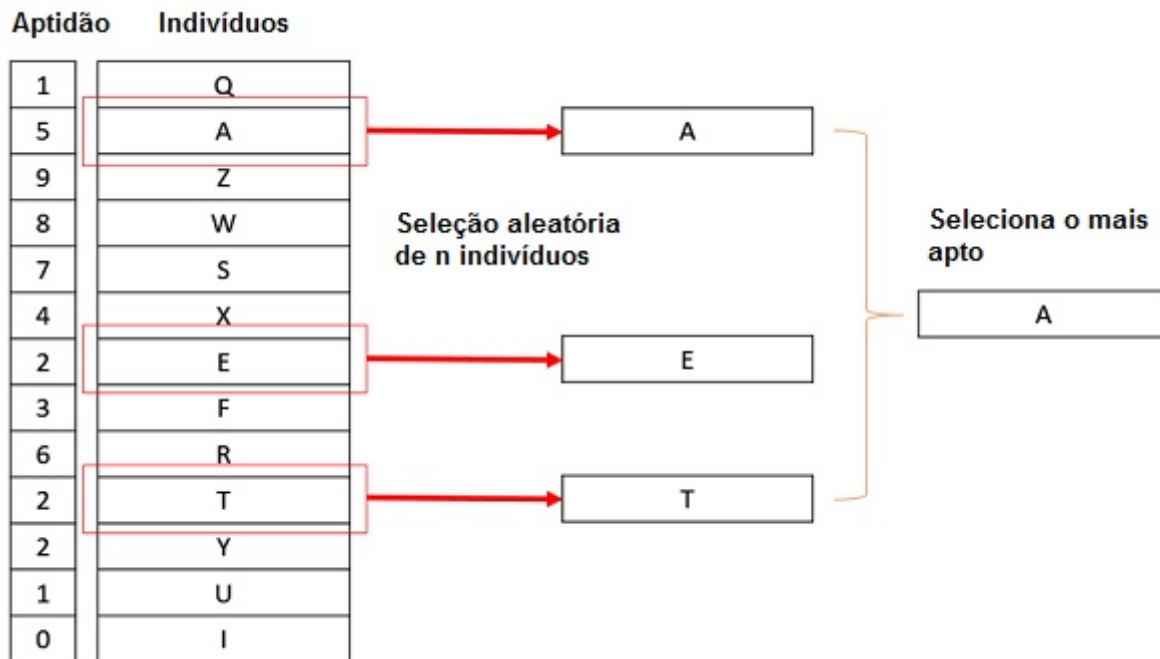 Aptidão Indivíduos
1 Q
5 A A
9 Z
8 W
7 S
4 X
2 E E
3 F
6 R
2 T T
2 Y
1 U
0 I
Seleção aleatória
de n indivíduos
Seleciona o mais
apto
A